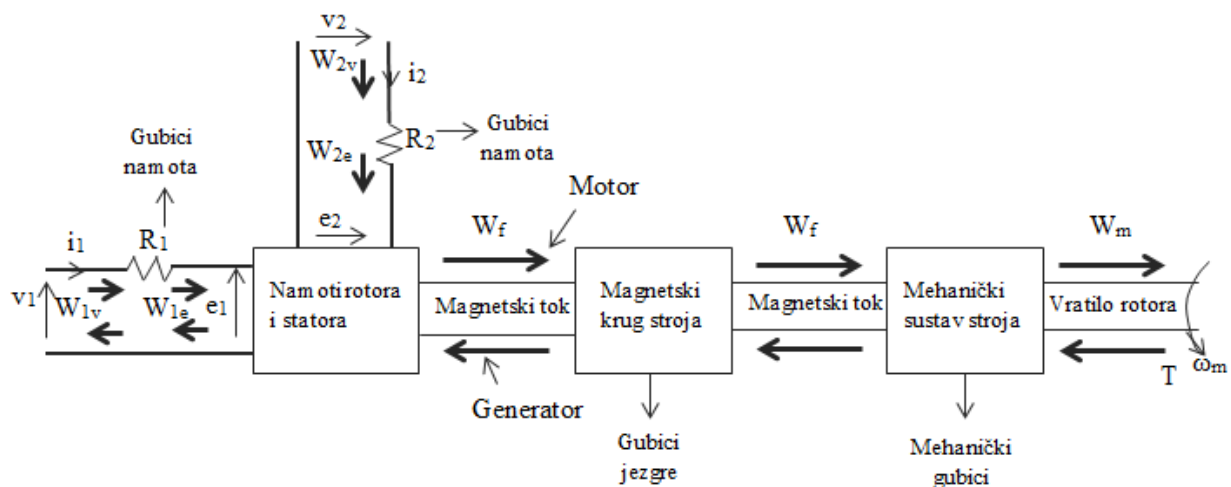 v2
W2v
i2
Gubici
namota
W2e
R2
Gubici
namota
Motor
e2
Wf
Wf
Wm
i1
R1
v1
W1v
W1e
e1
Namoti rotora
i statora
Magnetski tok
Magnetski
krug stroja
Magnetski tok
Mehanički
sustav stroja
Vratilo rotora
T
ωm
Generator
Gubici
jezgre
Mehanički
gubici